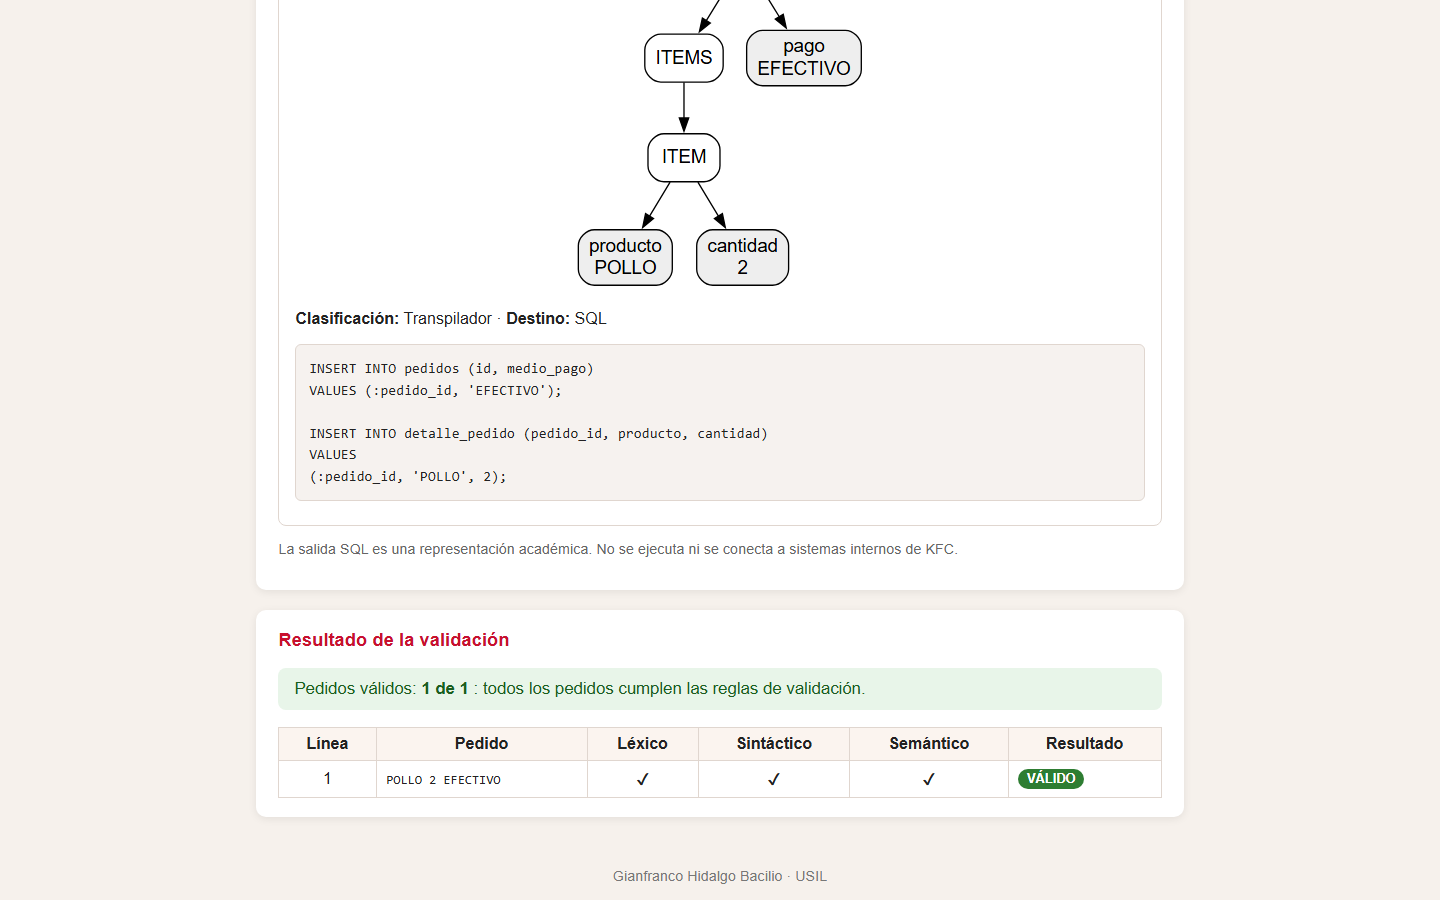 ITEMS
pago
EFECTIVO
ITEM
producto
POLLO
cantidad
2
Clasificación: Transpilador · Destino: SQL
INSERT INTO pedidos (id, medio_pago)
VALUES (:pedido_id, 'EFECTIVO');
INSERT INTO detalle_pedido (pedido_id, producto, cantidad)
VALUES
(:pedido_id, 'POLLO', 2);
La salida SQL es una representación académica. No se ejecuta ni se conecta a sistemas internos de KFC.
Resultado de la validación
Pedidos válidos: 1 de 1 : todos los pedidos cumplen las reglas de validación.
Línea Pedido Léxico Sintáctico Semántico Resultado
1 POLLO 2 EFECTIVO ✓ ✓ ✓ VÁLIDO
Gianfranco Hidalgo Bacilio · USIL